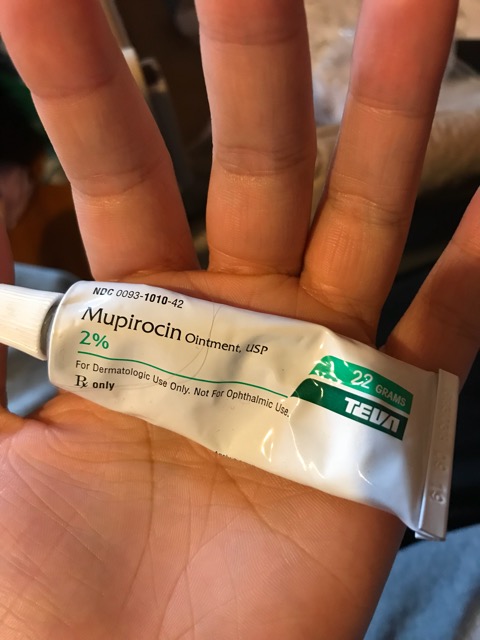 NDC 0093-1010-42
Mupirocin Ointment, USP
2%
For Dermatologic Use Only. Not For Ophthalmic Use.
℞ only
22 GRAMS
TEVA